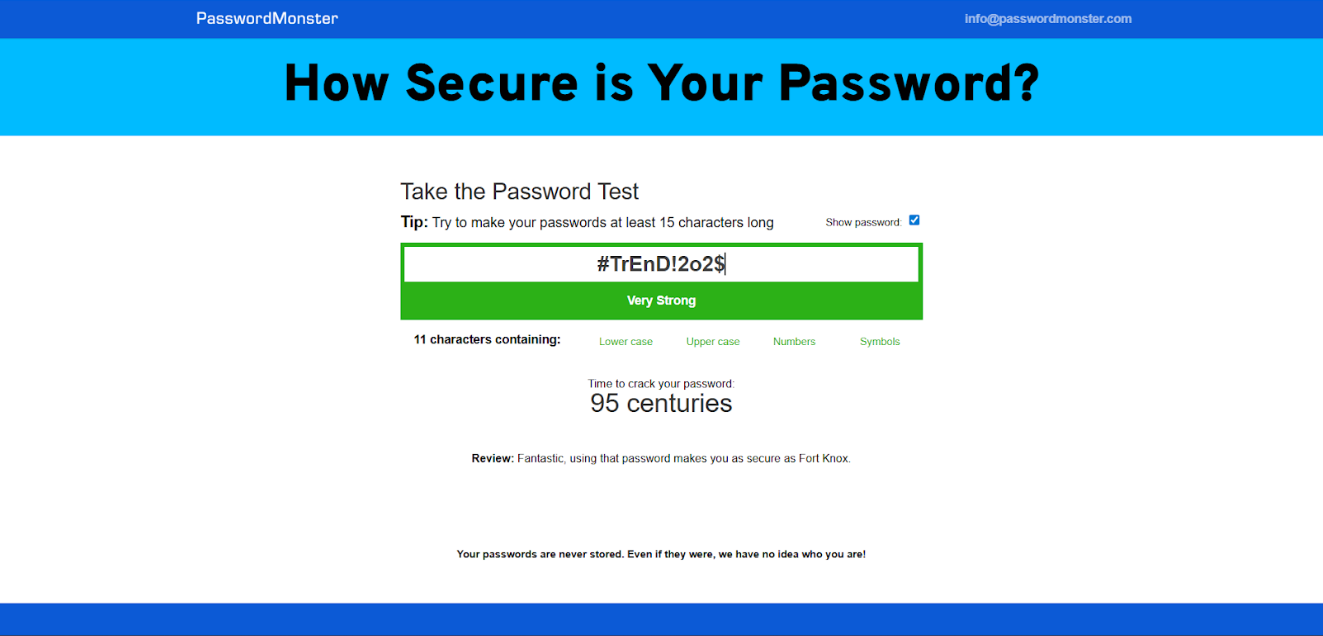 PasswordMonster info@passwordmonster.com
How Secure is Your Password?
Take the Password Test
Tip: Try to make your passwords at least 15 characters long Show password:
#TrEnD!2o2$
Very Strong
11 characters containing: Lower case Upper case Numbers Symbols
Time to crack your password:
95 centuries
Review: Fantastic, using that password makes you as secure as Fort Knox.
Your passwords are never stored. Even if they were, we have no idea who you are!